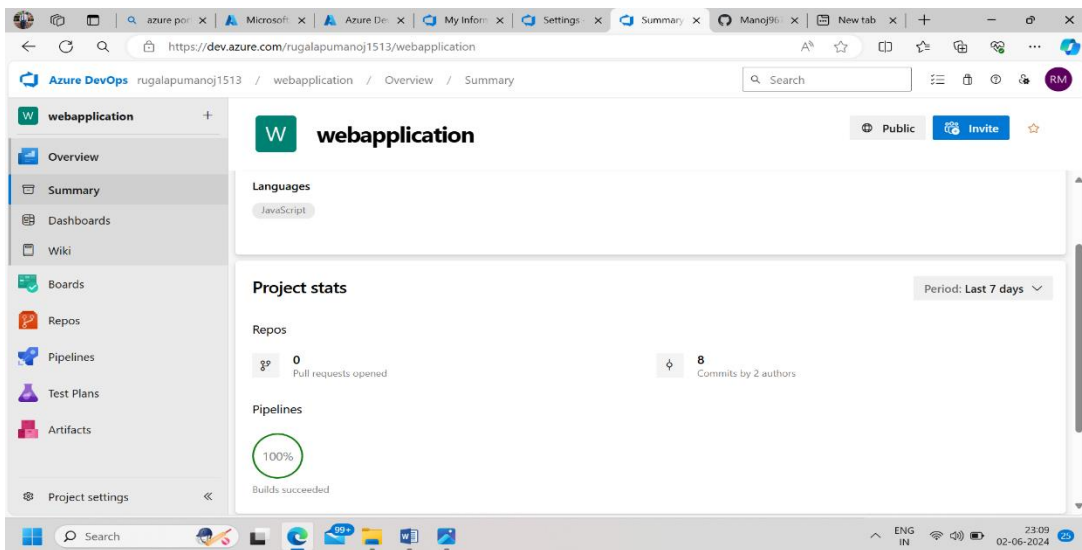 azure por
Microsoft
Azure De
My Inform
Settings
Summary
Manoj96
New tab
https://dev.azure.com/rugalapumanoj1513/webapplication
Azure DevOps rugalapumanoj1513 / webapplication / Overview / Summary
Search
RM
W webapplication +
W webapplication
Public
Invite
Overview
Summary
Dashboards
Wiki
Boards
Repos
Pipelines
Test Plans
Artifacts
Project settings
Languages
JavaScript
Project stats
Period: Last 7 days
Repos
0
Pull requests opened
8
Commits by 2 authors
Pipelines
100%
Builds succeeded
Search
99+
ENG
IN
23:09
02-06-2024
25